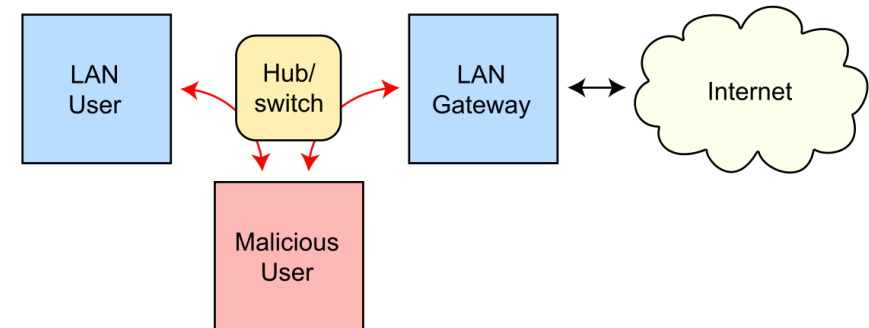 LAN
User
Hub/
switch
LAN
Gateway
Internet
Malicious
User